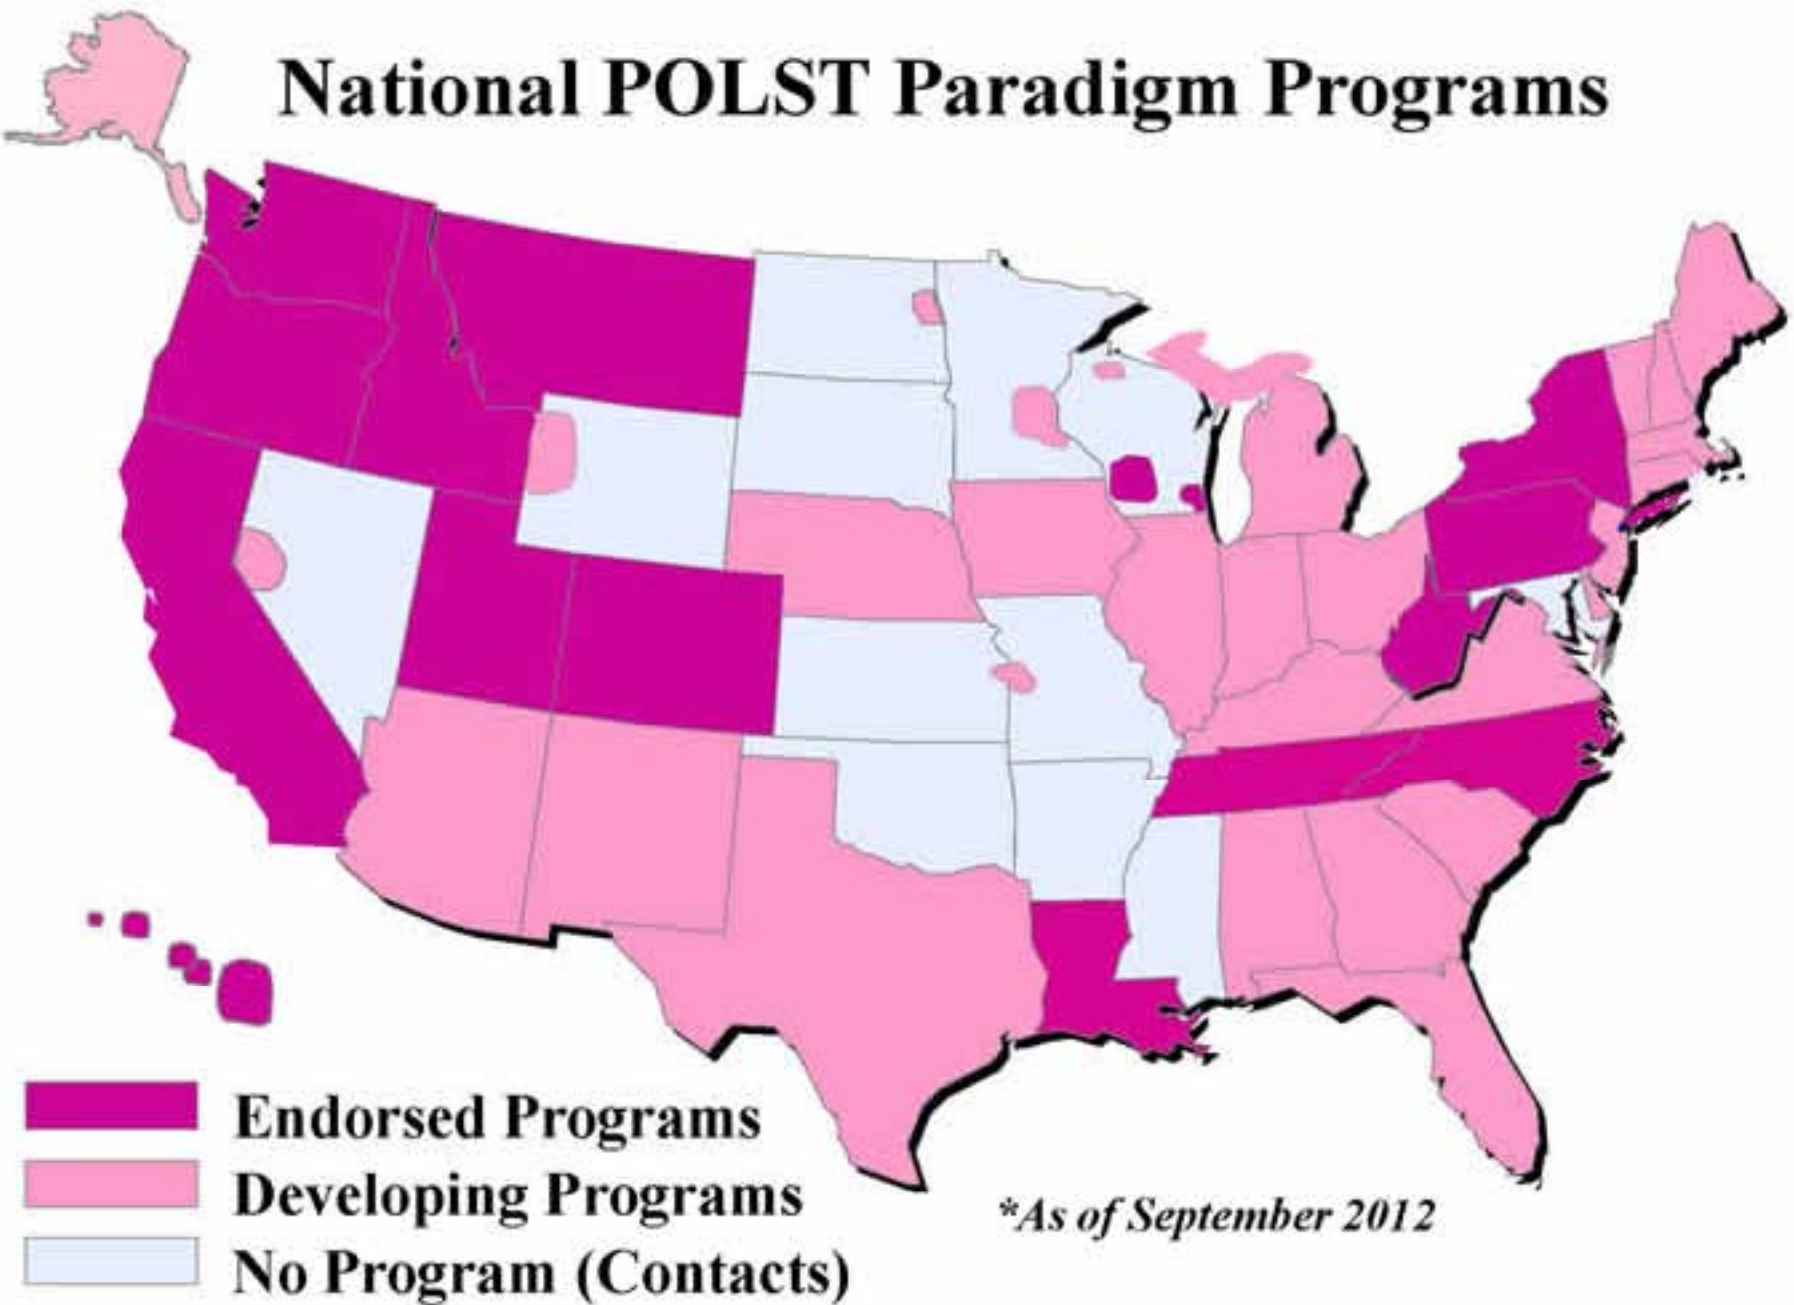 National POLST Paradigm Programs
Endorsed Programs
Developing Programs
No Program (Contacts)
*As of September 2012